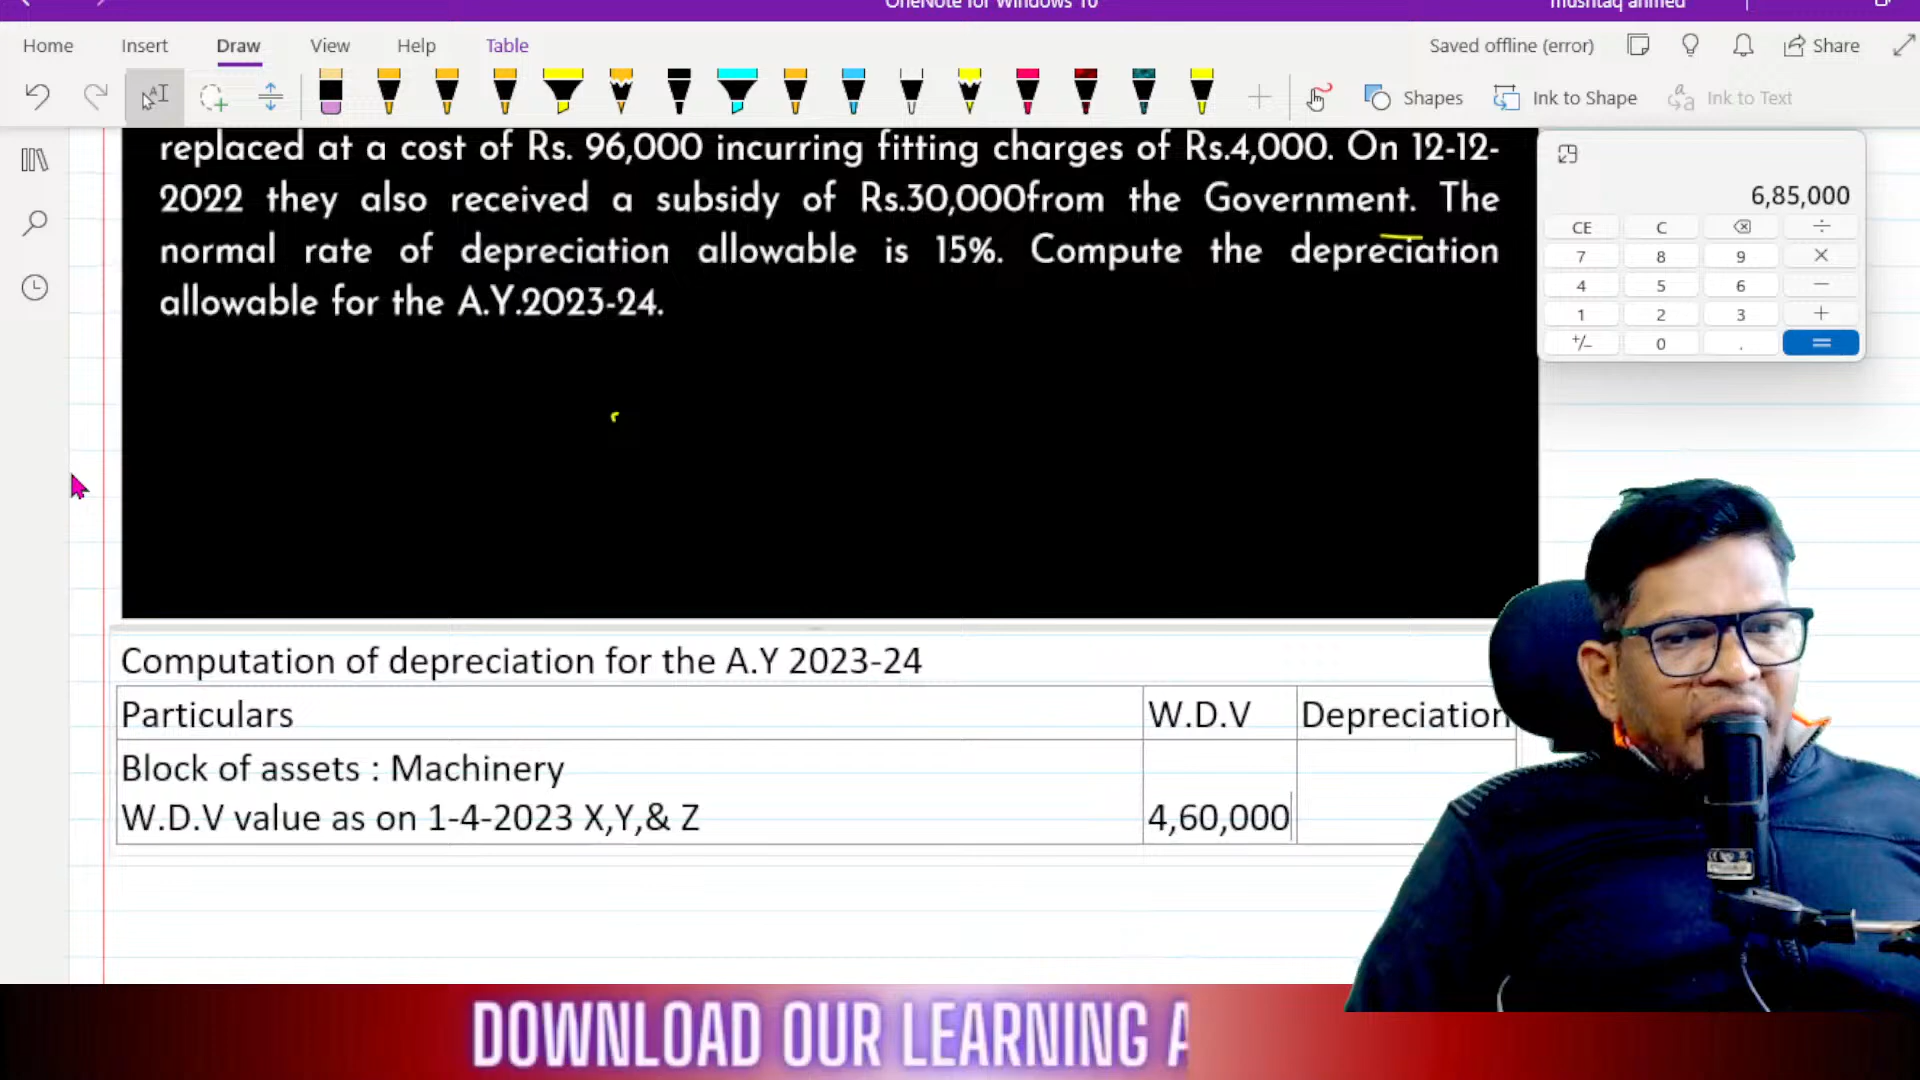 OneNote for Windows 10
mushtaq ahmed
Home Insert Draw View Help Table
Saved offline (error) Share
Shapes Ink to Shape Ink to Text
replaced at a cost of Rs. 96,000 incurring fitting charges of Rs.4,000. On 12-12-
2022 they also received a subsidy of Rs.30,000from the Government. The
normal rate of depreciation allowable is 15%. Compute the depreciation
allowable for the A.Y.2023-24.
6,85,000
CE C ⌫ ÷
7 8 9 ×
4 5 6 −
1 2 3 +
+/− 0 . =
Computation of depreciation for the A.Y 2023-24
Particulars W.D.V Depreciation
Block of assets : Machinery
W.D.V value as on 1-4-2023 X,Y,& Z 4,60,000
DOWNLOAD OUR LEARNING A